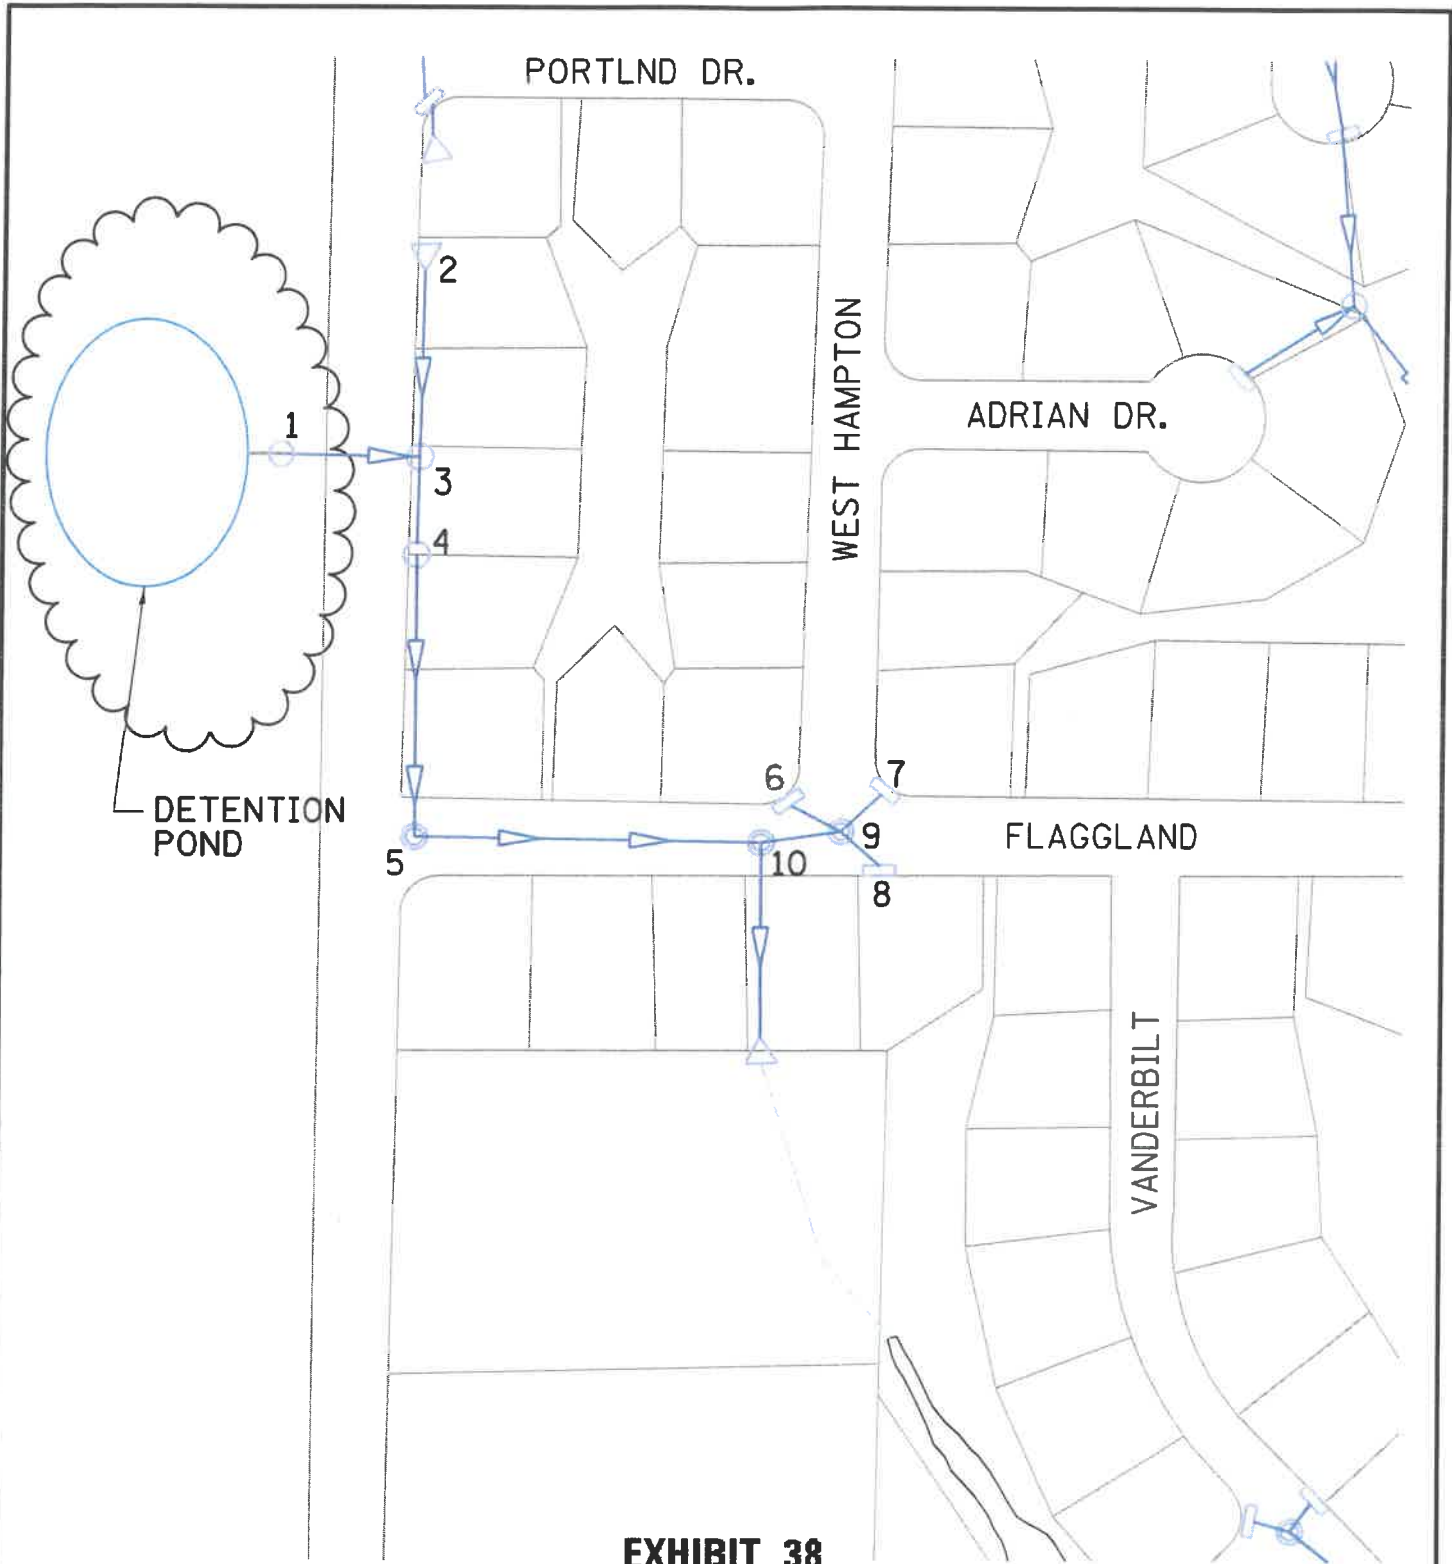 PORTLND DR.
2
WEST HAMPTON
ADRIAN DR.
1
3
4
6
7
DETENTION
POND
5
9
FLAGGLAND
10
8
VANDERBILT
EXHIBIT 38